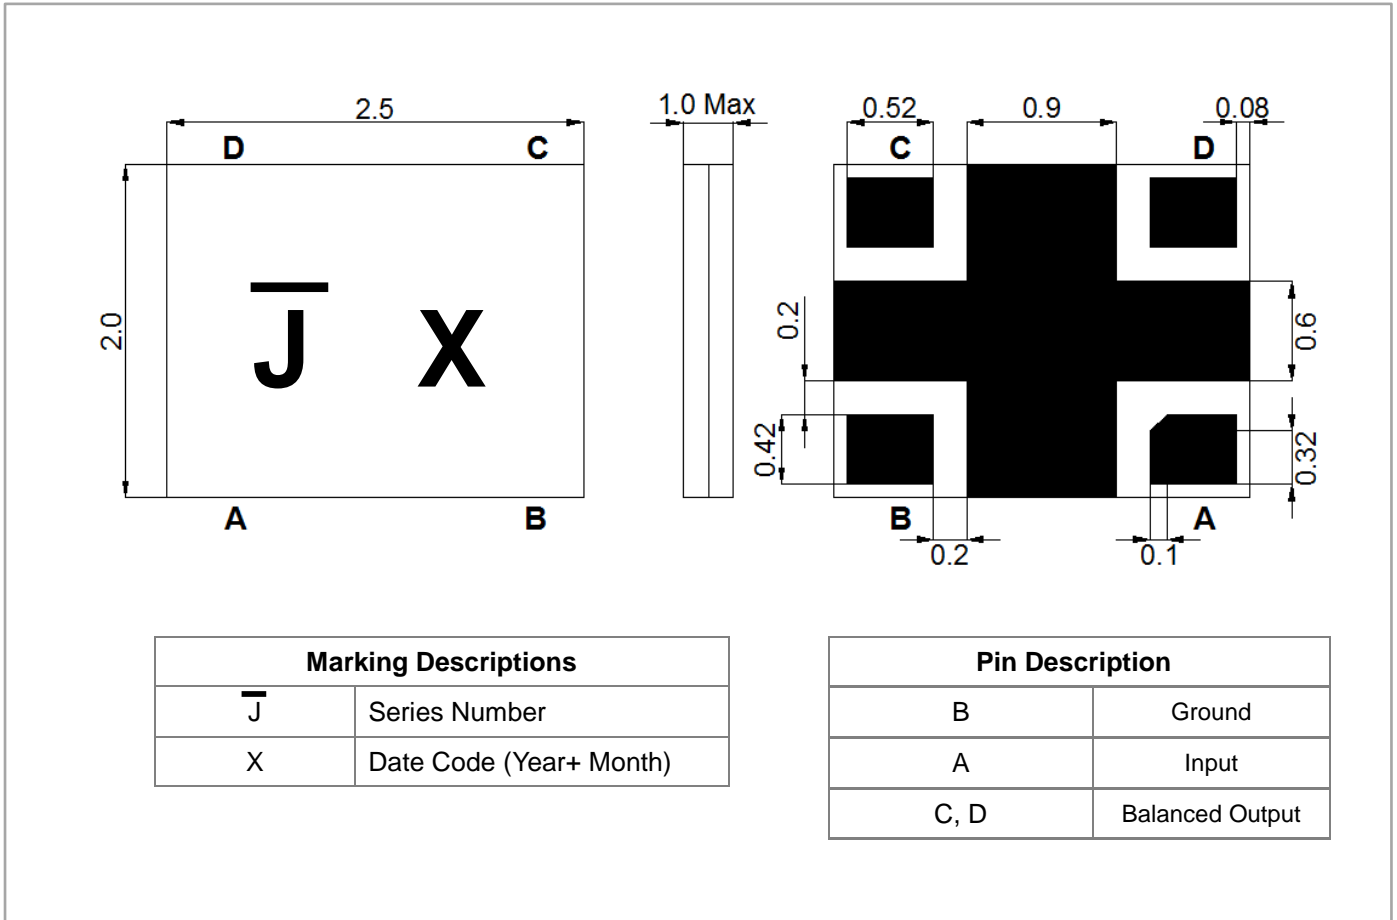 2.5
1.0 Max
0.52
0.9
0.08
D
C
C
D
2.0
J̅
X
0.2
0.6
0.42
0.32
A
B
B
A
0.2
0.1
Marking Descriptions
J̅ Series Number
X Date Code (Year+ Month)
Pin Description
B Ground
A Input
C, D Balanced Output